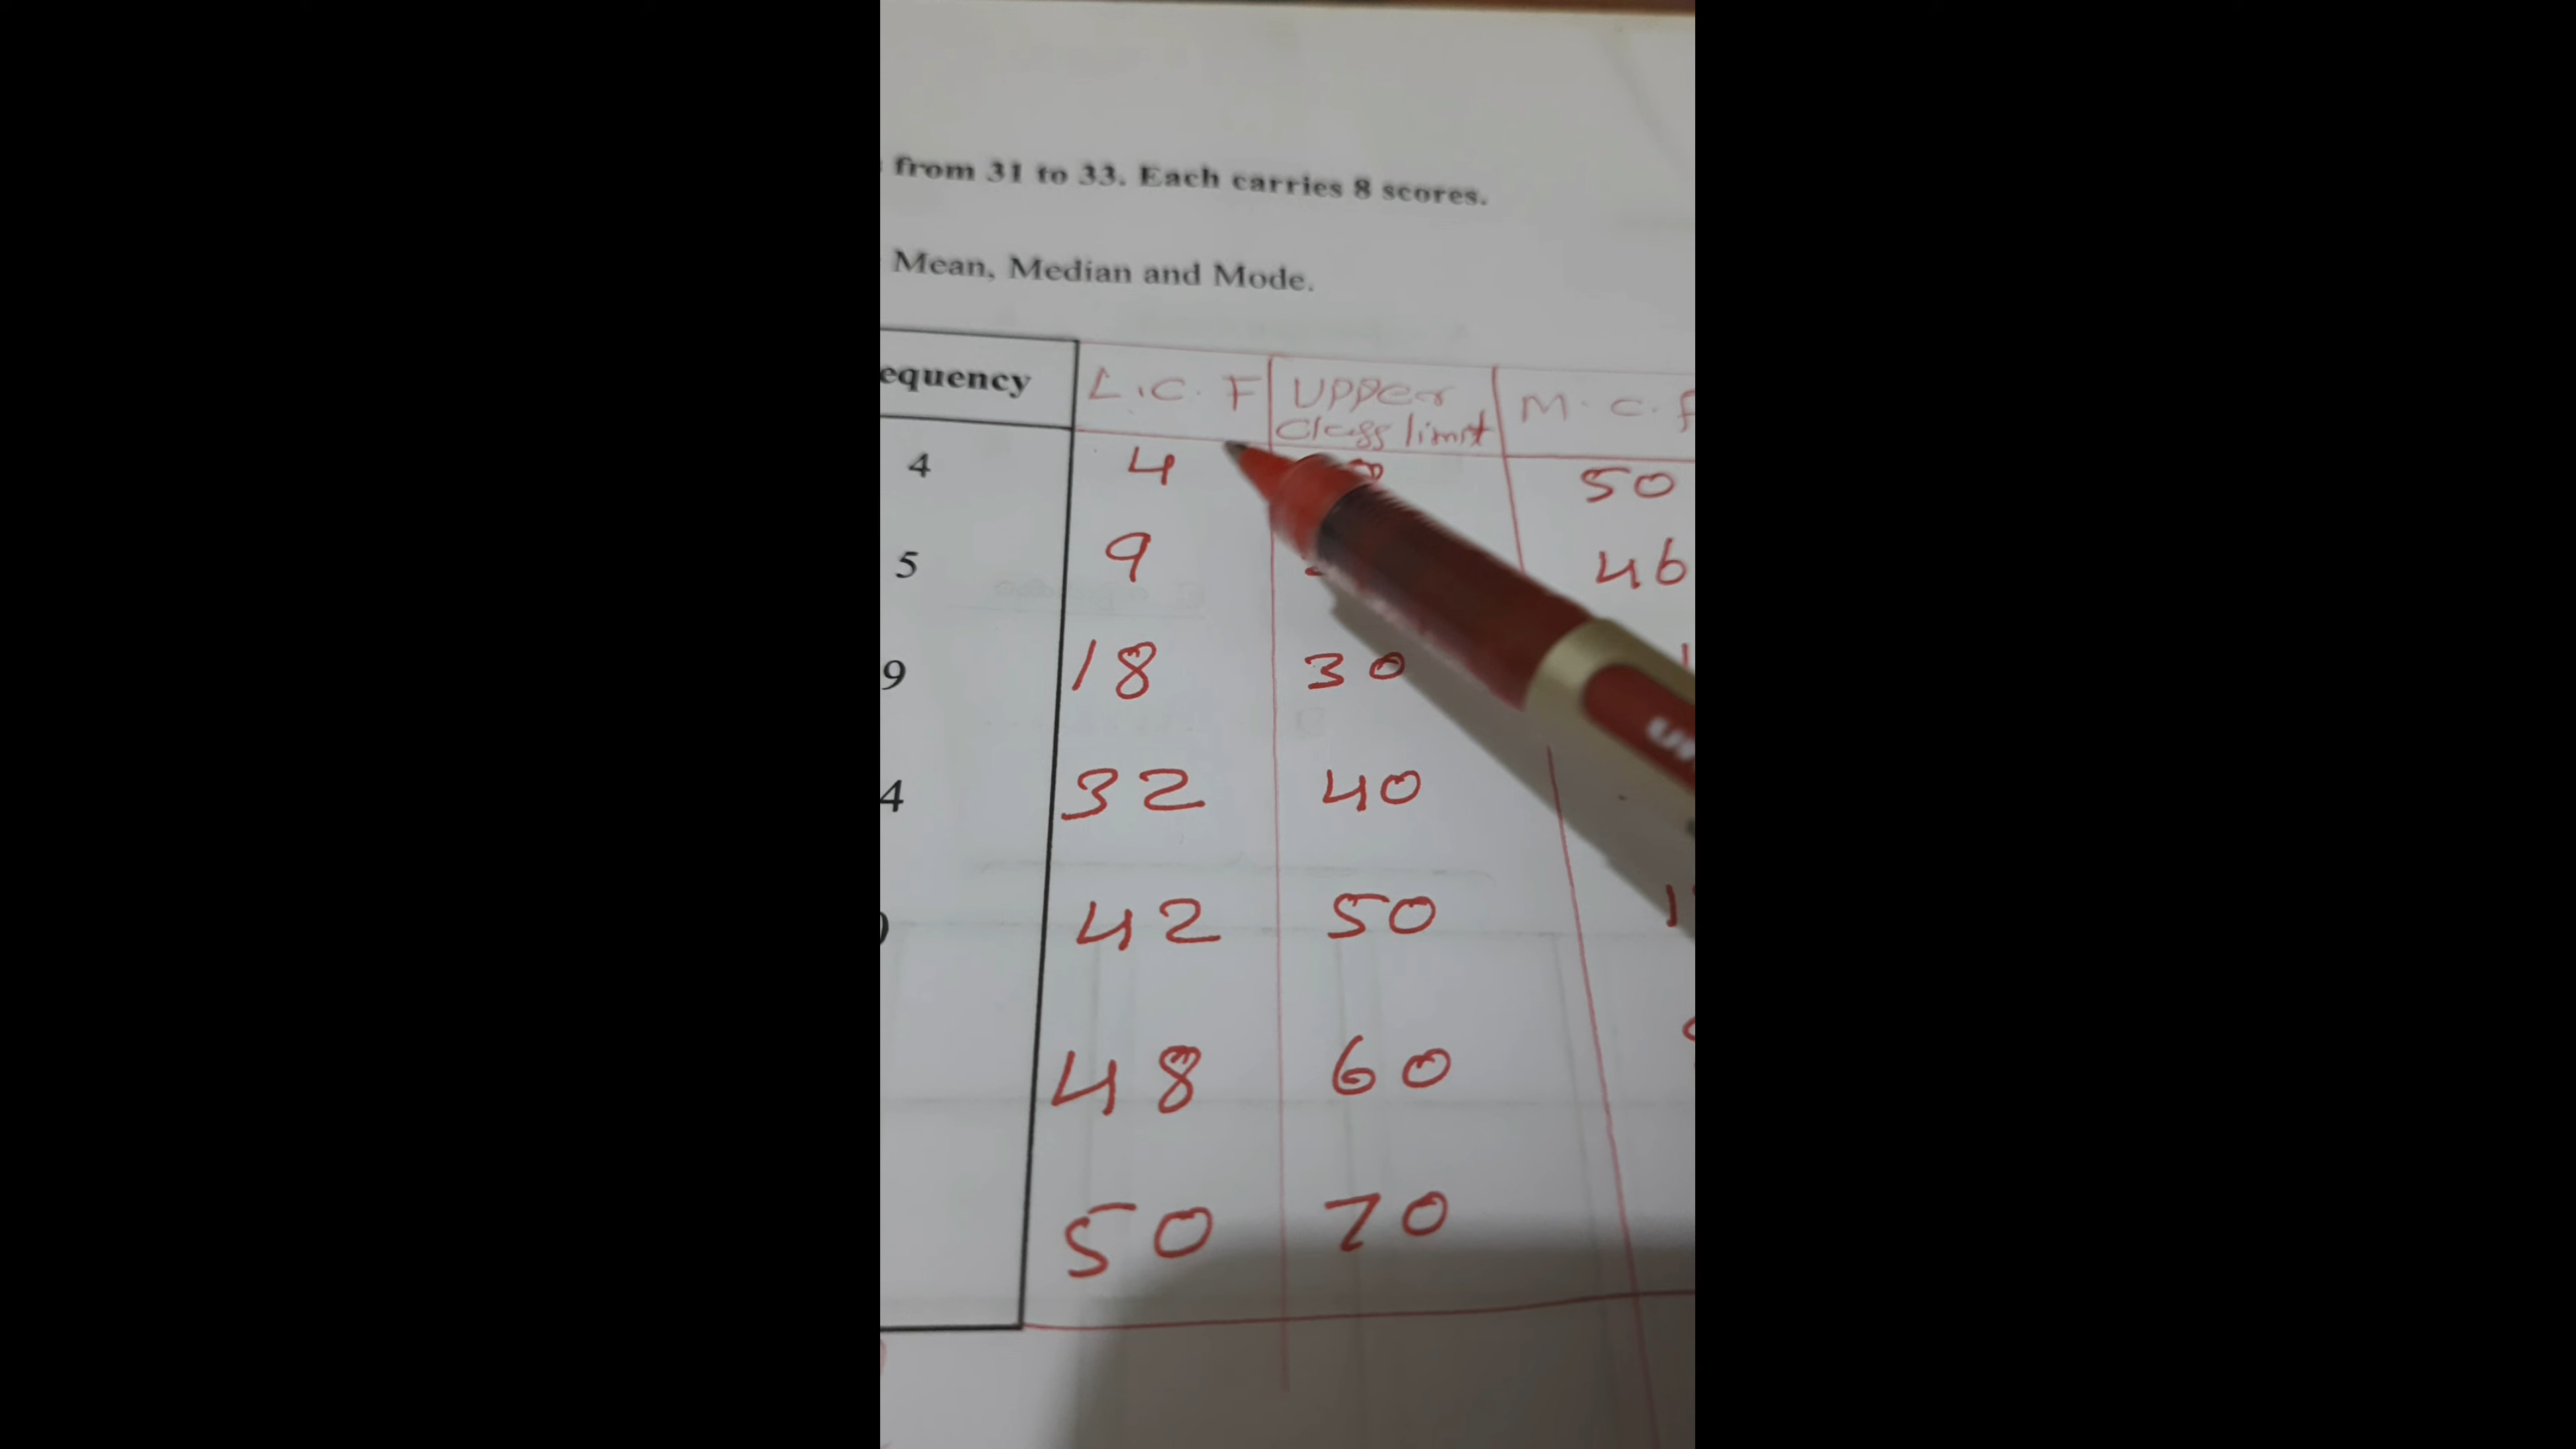 from 31 to 33. Each carries 8 scores.
Mean, Median and Mode.
equency L.C.F Upper class limit M.C.f
4 4 50
5 9 46
9 18 30
4 32 40
42 50
48 60
50 70